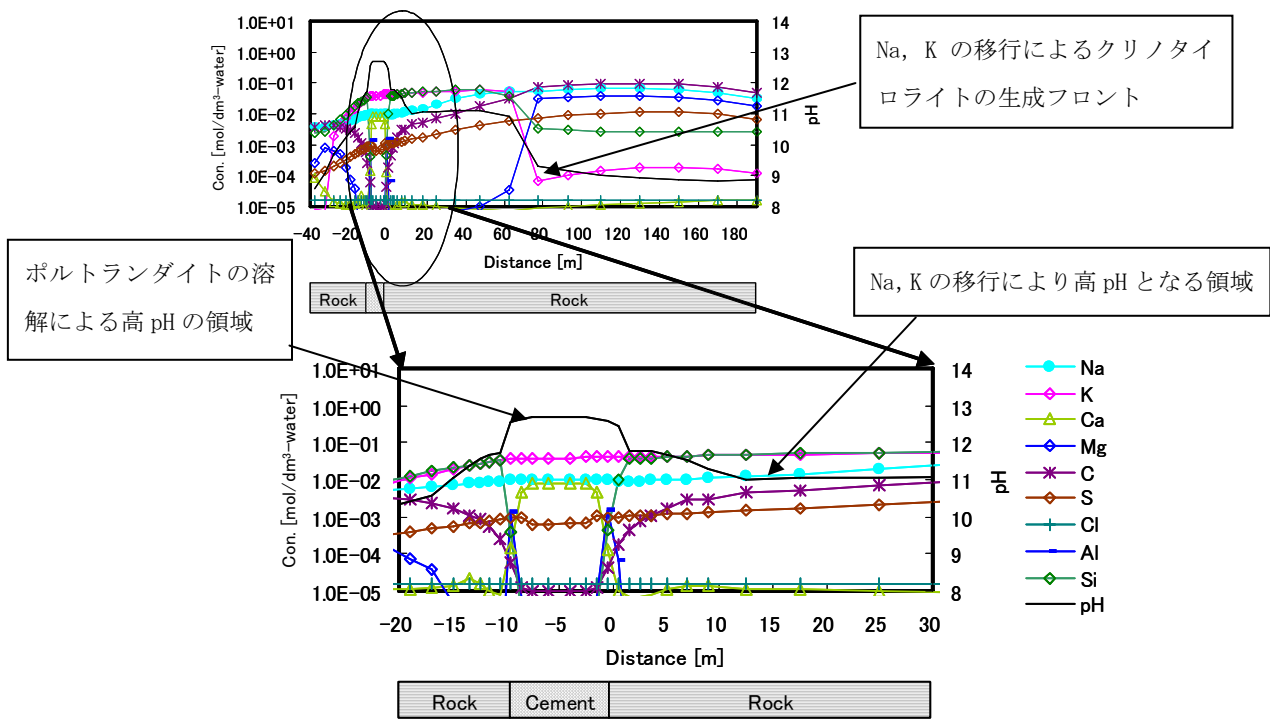 1.0E+01
1.0E+00
1.0E-01
1.0E-02
1.0E-03
1.0E-04
1.0E-05
Con. [mol/dm³-water]
14
13
12
11
10
9
8
pH
-40 -20 0 20 40 60 80 100 120 140 160 180
Distance [m]
Rock
Rock
Na, K の移行によるクリノタイ
ロライトの生成フロント
ポルトランダイトの溶
解による高 pH の領域
Na, K の移行により高 pH となる領域
1.0E+01
1.0E+00
1.0E-01
1.0E-02
1.0E-03
1.0E-04
1.0E-05
Con. [mol/dm³-water]
14
13
12
11
10
9
8
pH
-20 -15 -10 -5 0 5 10 15 20 25 30
Distance [m]
Rock
Cement
Rock
Na
K
Ca
Mg
C
S
Cl
Al
Si
pH